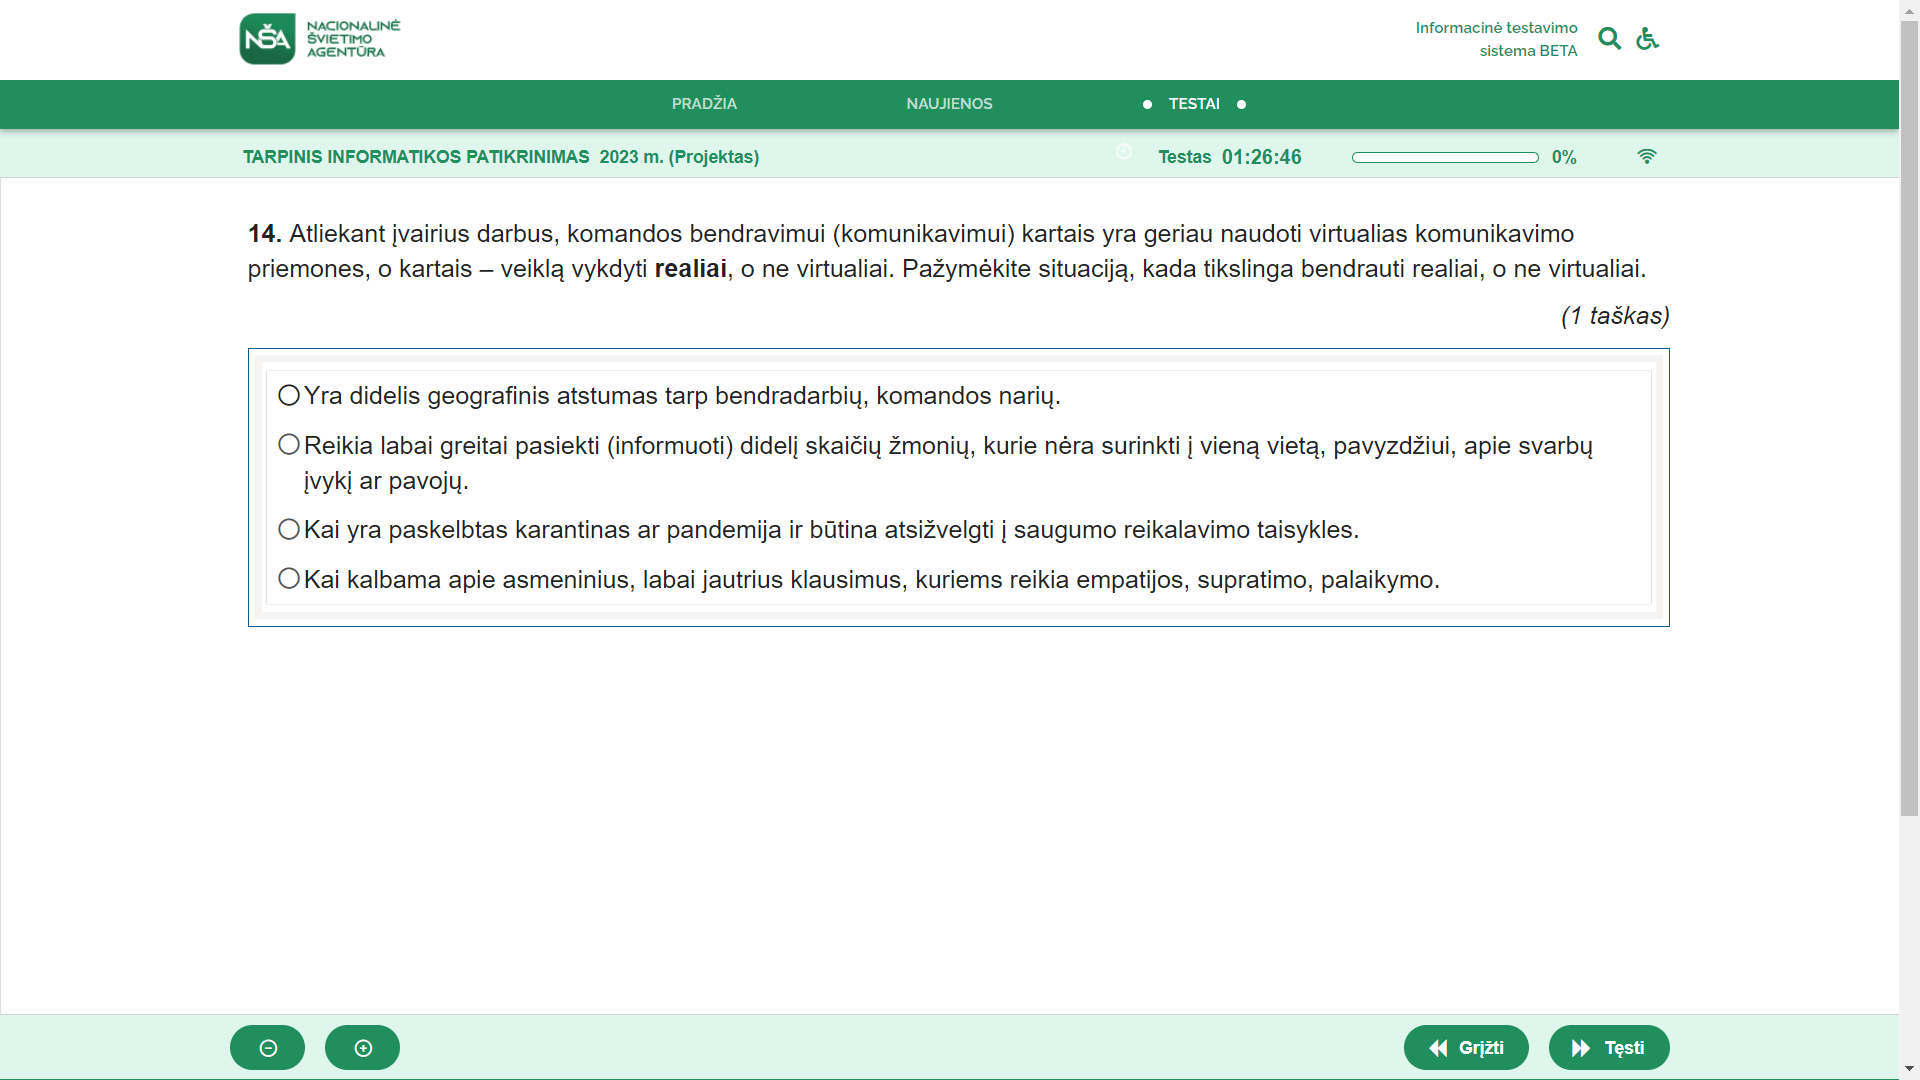 NŠA
NACIONALINĖ
ŠVIETIMO
AGENTŪRA
Informacinė testavimo
sistema BETA
PRADŽIA
NAUJIENOS
TESTAI
TARPINIS INFORMATIKOS PATIKRINIMAS 2023 m. (Projektas)
Testas 01:26:46
0%
14. Atliekant įvairius darbus, komandos bendravimui (komunikavimui) kartais yra geriau naudoti virtualias komunikavimo
priemones, o kartais – veiklą vykdyti realiai, o ne virtualiai. Pažymėkite situaciją, kada tikslinga bendrauti realiai, o ne virtualiai.
(1 taškas)
Yra didelis geografinis atstumas tarp bendradarbių, komandos narių.
Reikia labai greitai pasiekti (informuoti) didelį skaičių žmonių, kurie nėra surinkti į vieną vietą, pavyzdžiui, apie svarbų
įvykį ar pavojų.
Kai yra paskelbtas karantinas ar pandemija ir būtina atsižvelgti į saugumo reikalavimo taisykles.
Kai kalbama apie asmeninius, labai jautrius klausimus, kuriems reikia empatijos, supratimo, palaikymo.
Grįžti
Tęsti